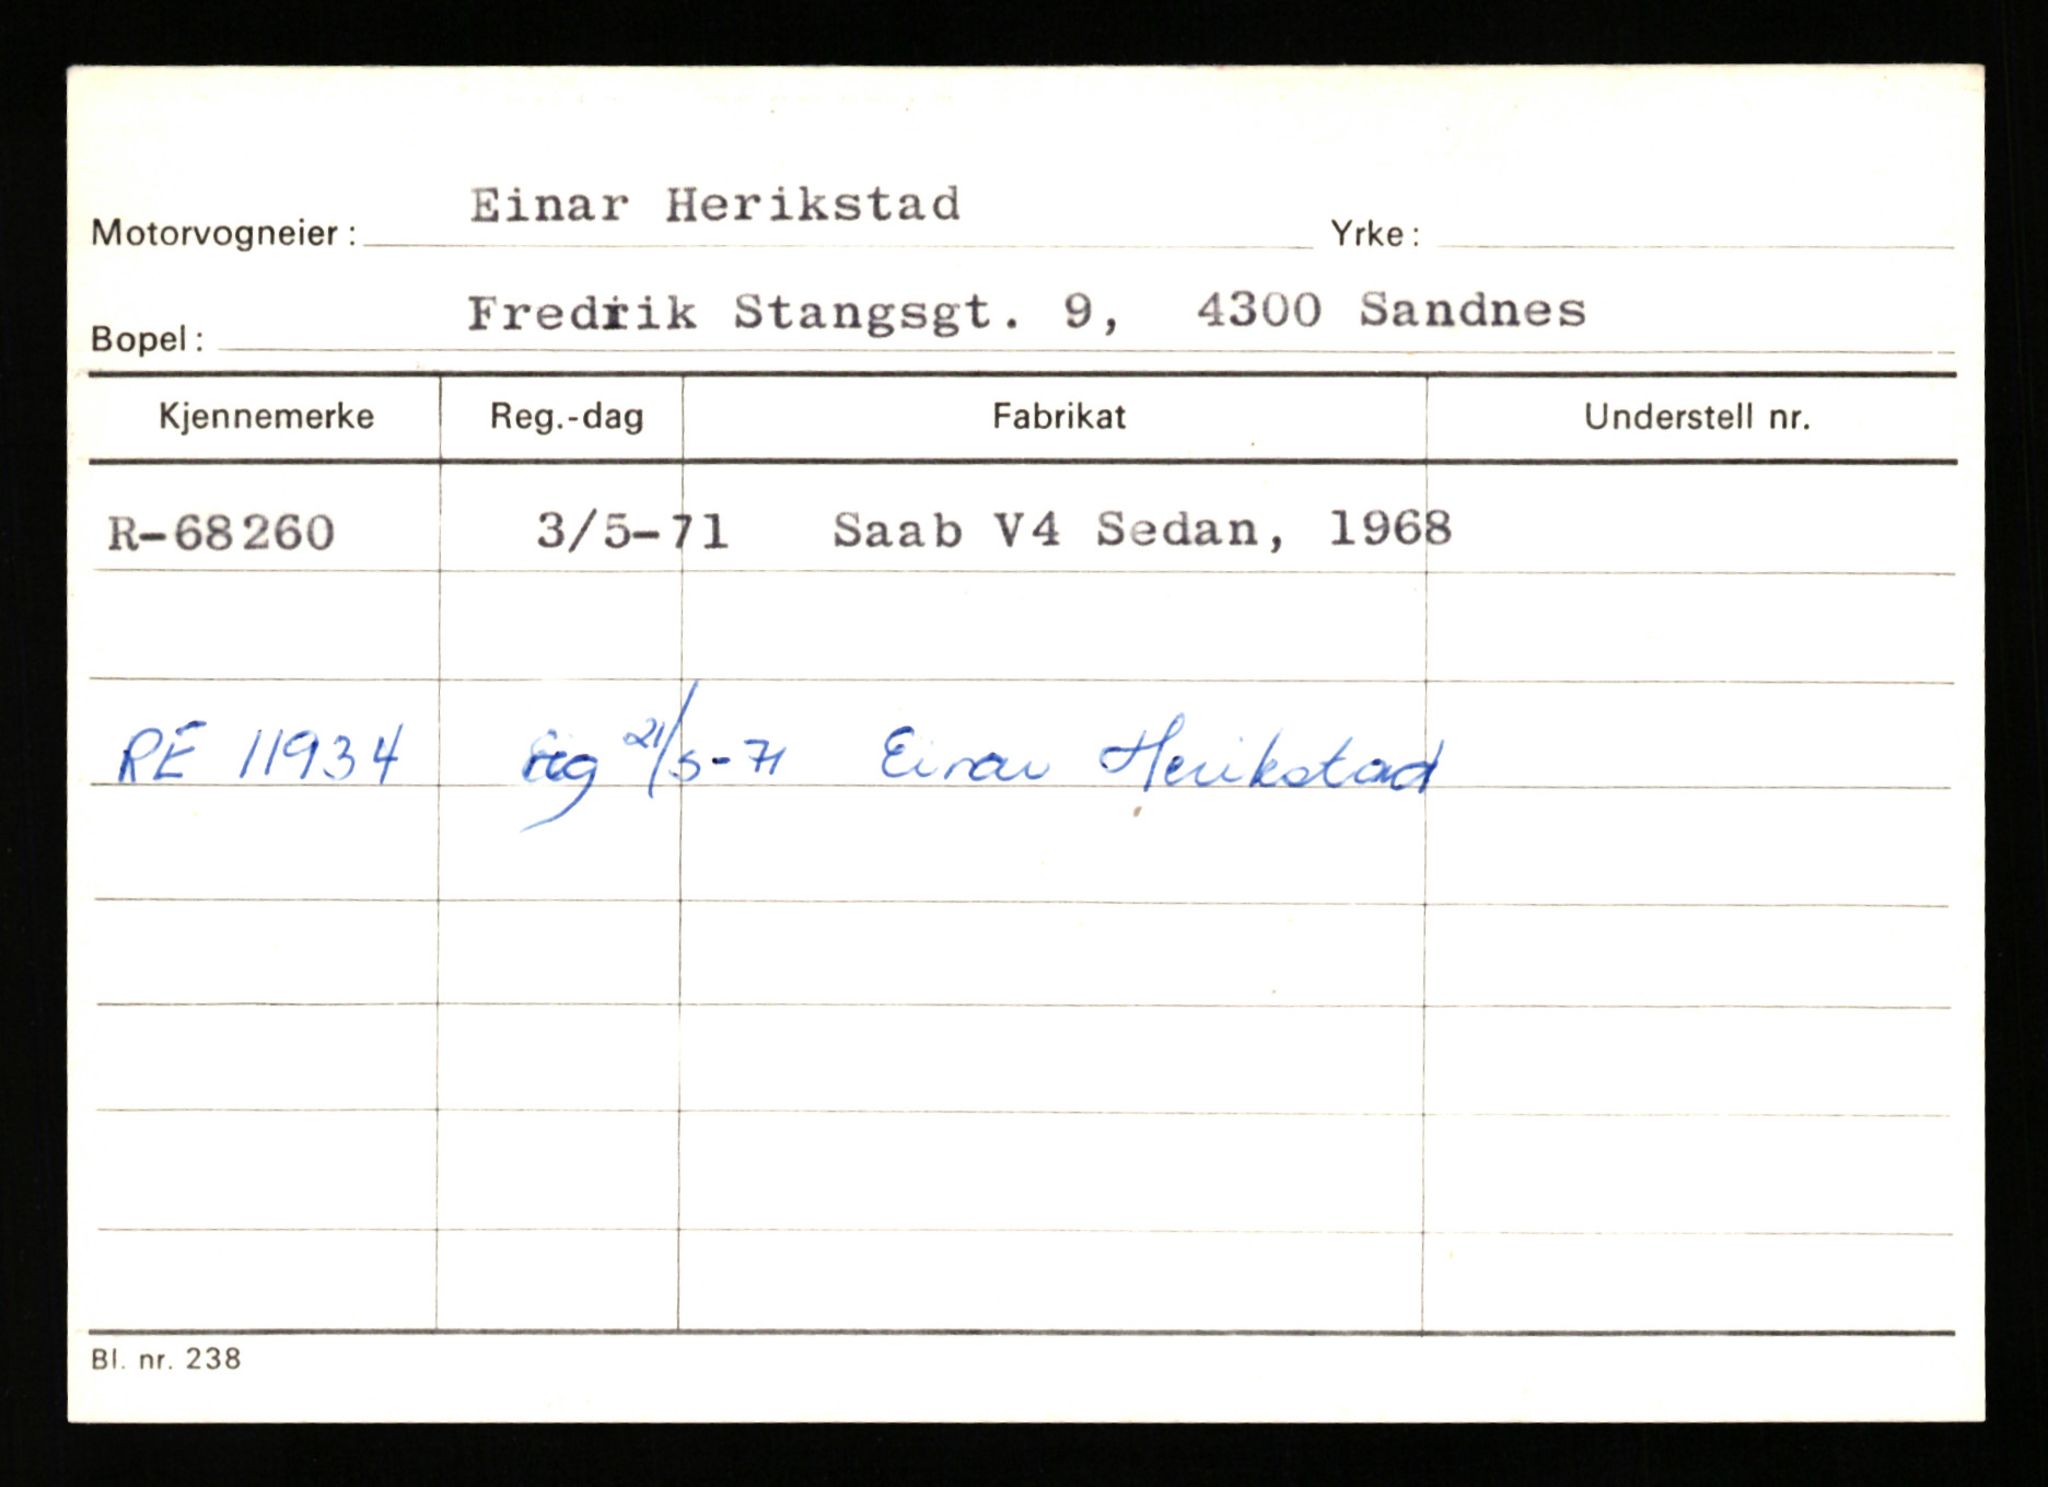 Motorvogneier: Einar Herikstad Yrke:
Bopel: Fredrik Stangsgt. 9, 4300 Sandnes
Kjennemerke Reg.-dag Fabrikat Understell nr.
R-68260 3/5-71 Saab V4 Sedan, 1968
RE 11934 reg 21/5-71 Einar Herikstad
Bl. nr. 238